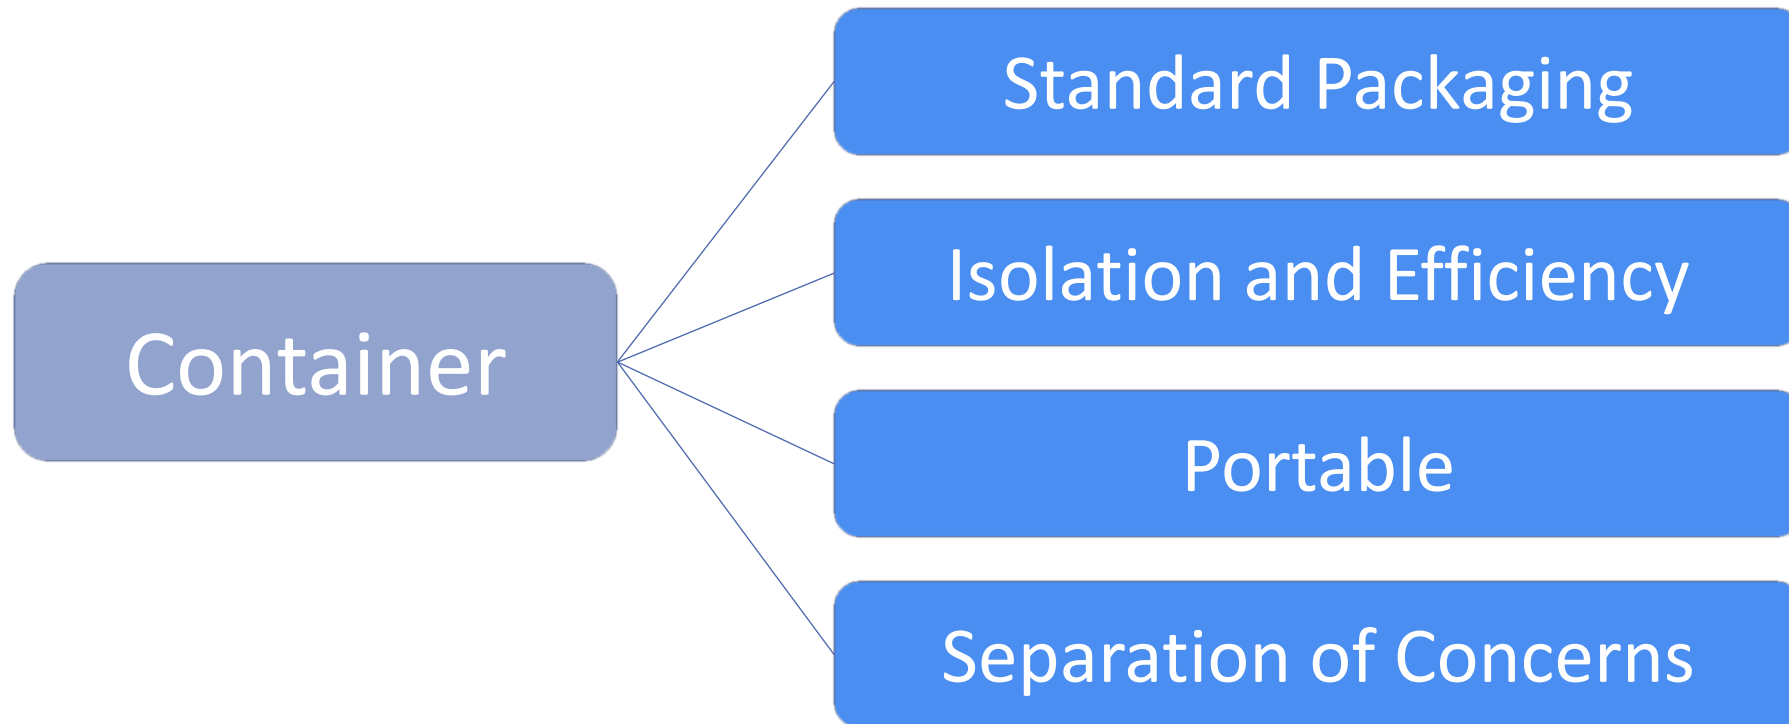 Container
Standard Packaging
Isolation and Efficiency
Portable
Separation of Concerns